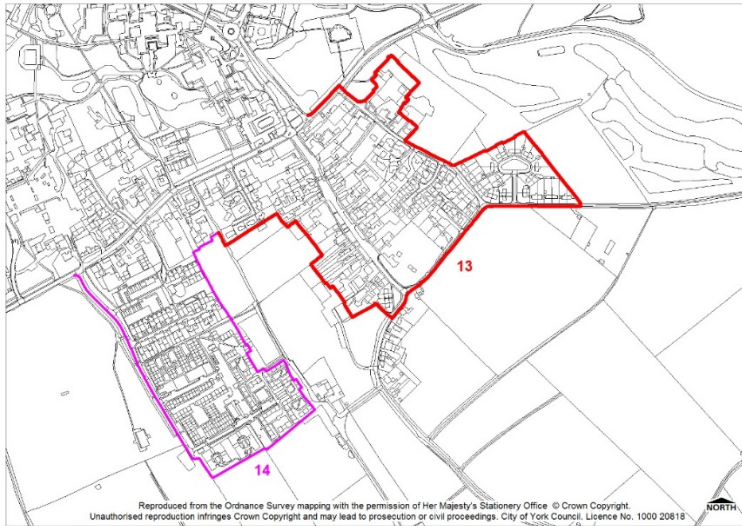 13
14
Reproduced from the Ordnance Survey mapping with the permission of Her Majesty's Stationery Office © Crown Copyright.
Unauthorised reproduction infringes Crown Copyright and may lead to prosecution or civil proceedings. City of York Council. Licence No. 1000 20818
NORTH